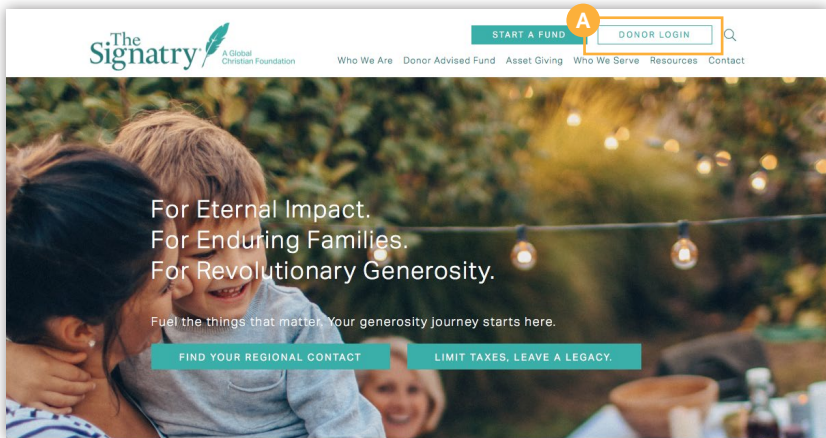 A
START A FUND
DONOR LOGIN
The
Signatry®
A Global
Christian Foundation
Who We Are Donor Advised Fund Asset Giving Who We Serve Resources Contact
For Eternal Impact.
For Enduring Families.
For Revolutionary Generosity.
Fuel the things that matter. Your generosity journey starts here.
FIND YOUR REGIONAL CONTACT
LIMIT TAXES, LEAVE A LEGACY.